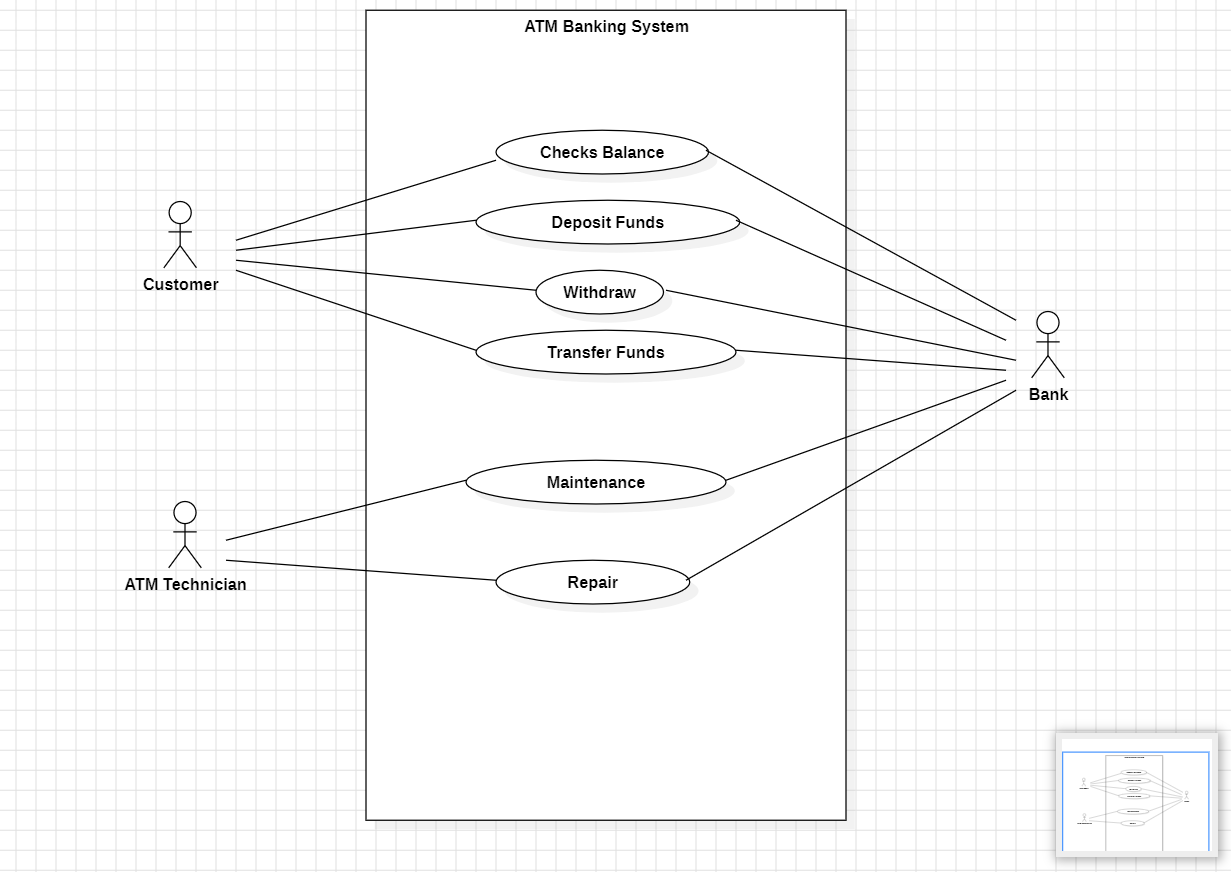 ATM Banking System
Checks Balance
Deposit Funds
Customer
Withdraw
Transfer Funds
Bank
Maintenance
ATM Technician
Repair